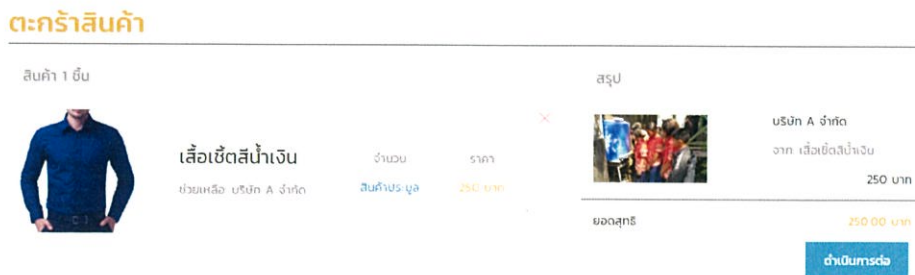 ตะกร้าสินค้า
สินค้า 1 ชิ้น
เสื้อเชิ้ตสีน้ำเงิน
ช่วยเหลือ บริษัท A จำกัด
จำนวน
สินค้าประมูล
ราคา
250 บาท
สรุป
บริษัท A จำกัด
จาก เสื้อเชิ้ตสีน้ำเงิน
250 บาท
ยอดสุทธิ
250.00 บาท
ดำเนินการต่อ